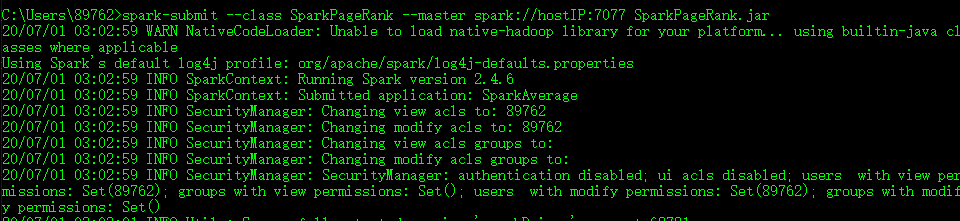 C:\Users\89762>spark-submit --class SparkPageRank --master spark://hostIP:7077 SparkPageRank.jar
20/07/01 03:02:59 WARN NativeCodeLoader: Unable to load native-hadoop library for your platform... using builtin-java cl
asses where applicable
Using Spark's default log4j profile: org/apache/spark/log4j-defaults.properties
20/07/01 03:02:59 INFO SparkContext: Running Spark version 2.4.6
20/07/01 03:02:59 INFO SparkContext: Submitted application: SparkAverage
20/07/01 03:02:59 INFO SecurityManager: Changing view acls to: 89762
20/07/01 03:02:59 INFO SecurityManager: Changing modify acls to: 89762
20/07/01 03:02:59 INFO SecurityManager: Changing view acls groups to:
20/07/01 03:02:59 INFO SecurityManager: Changing modify acls groups to:
20/07/01 03:02:59 INFO SecurityManager: SecurityManager: authentication disabled; ui acls disabled; users  with view per
missions: Set(89762); groups with view permissions: Set(); users  with modify permissions: Set(89762); groups with modif
y permissions: Set()